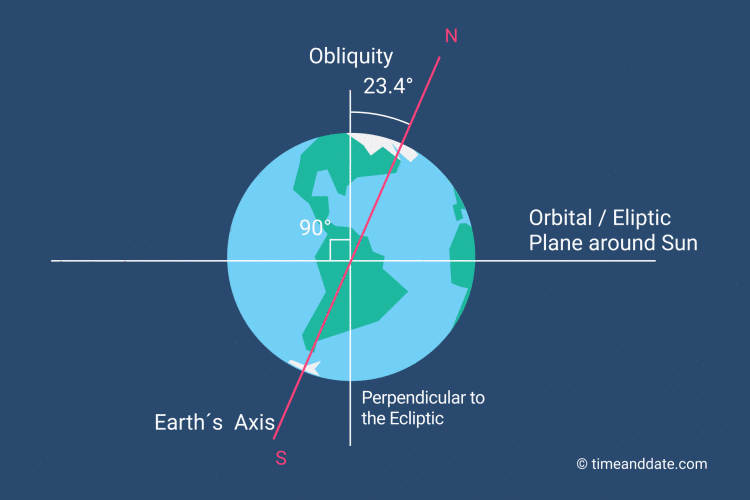 N
Obliquity
23.4°
90°
Orbital / Eliptic
Plane around Sun
Perpendicular to
the Ecliptic
Earth´s Axis
S
© timeanddate.com